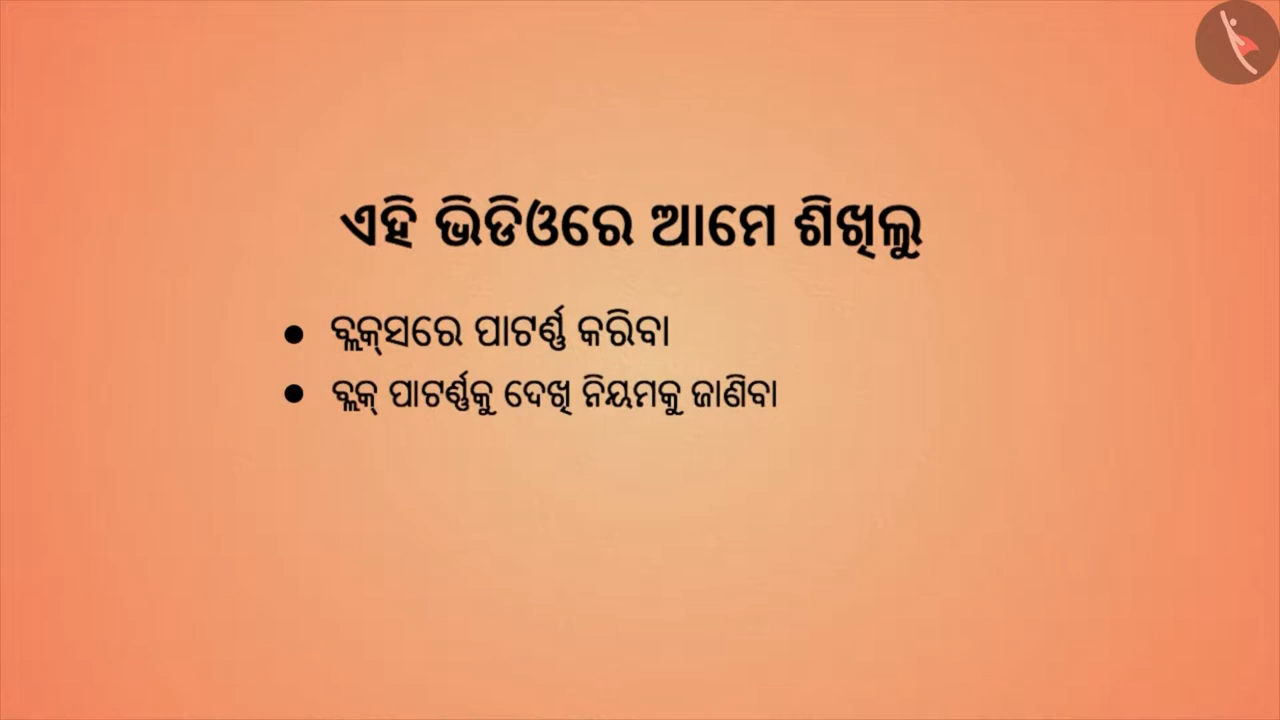 ଏହି ଭିଡିଓରେ ଆମେ ଶିଖିଲୁ
● ବ୍ଲକ୍‌ସରେ ପାଟର୍ଣ୍ଣ କରିବା
● ବ୍ଲକ୍ ପାଟର୍ଣ୍ଣକୁ ଦେଖି ନିୟମକୁ ଜାଣିବା